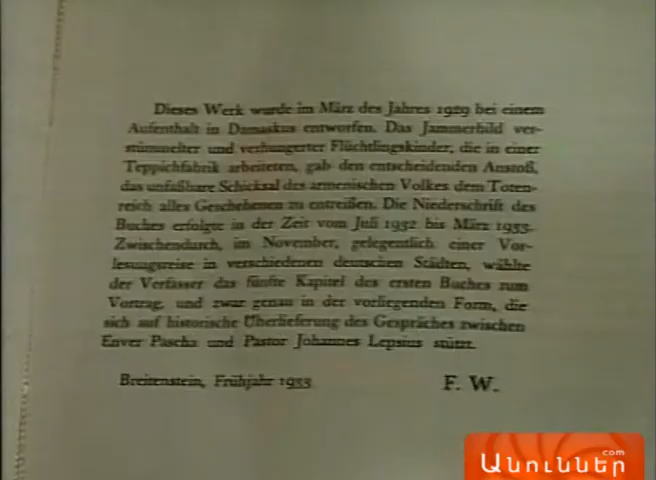 Dieses Werk wurde im März des Jahres 1929 bei einem
Aufenthalt in Damaskus entworfen. Das Jammerbild ver-
stümmelter und verhungerter Flüchtlingskinder, die in einer
Teppichfabrik arbeiteten, gab den entscheidenden Anstoß,
das unfaßbare Schicksal des armenischen Volkes dem Toten-
reich alles Geschehenen zu entreißen. Die Niederschrift des
Buches erfolgte in der Zeit vom Juli 1932 bis März 1933.
Zwischendurch, im November, gelegentlich einer Vor-
lesungsreise in verschiedenen deutschen Städten, wählte
der Verfasser das fünfte Kapitel des ersten Buches zum
Vortrag, und zwar genau in der vorliegenden Form, die
sich auf historische Überlieferung des Gespräches zwischen
Enver Pascha und Pastor Johannes Lepsius stützt.
Breitenstein, Frühjahr 1933 F. W.
com
Անուններ